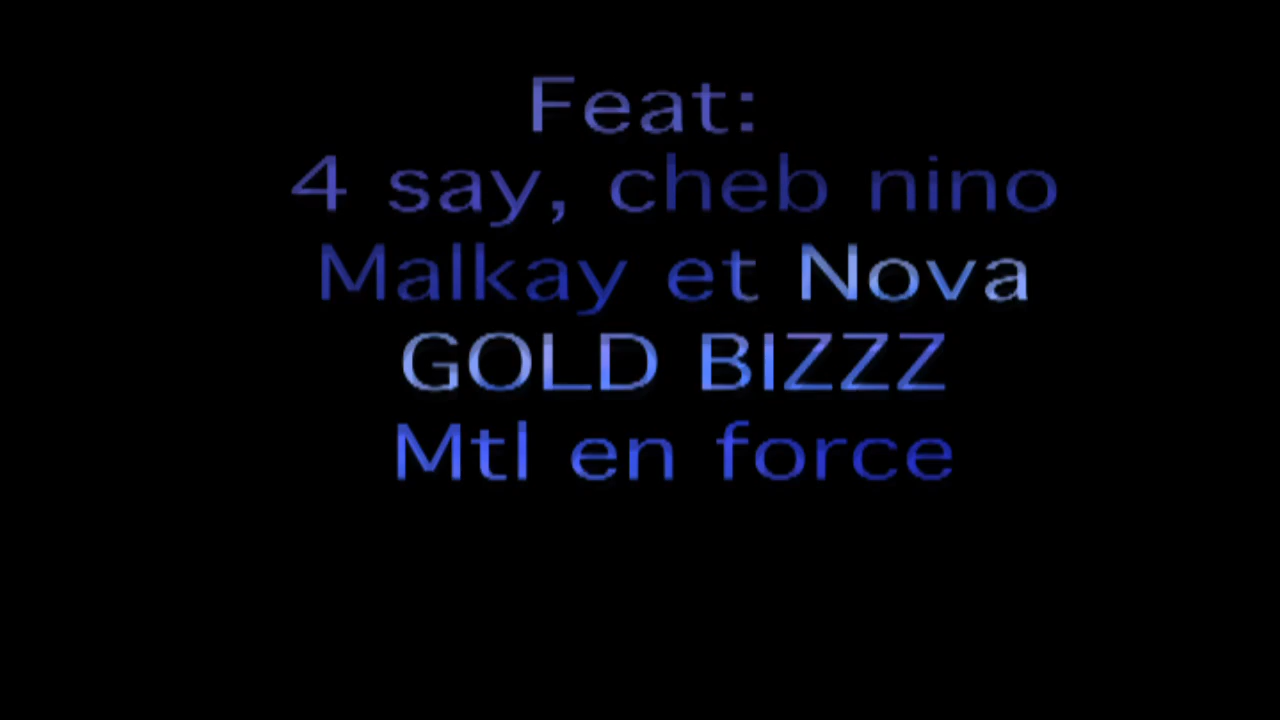 Feat:
4 say, cheb nino
Malkay et Nova
GOLD BIZZZ
Mtl en force